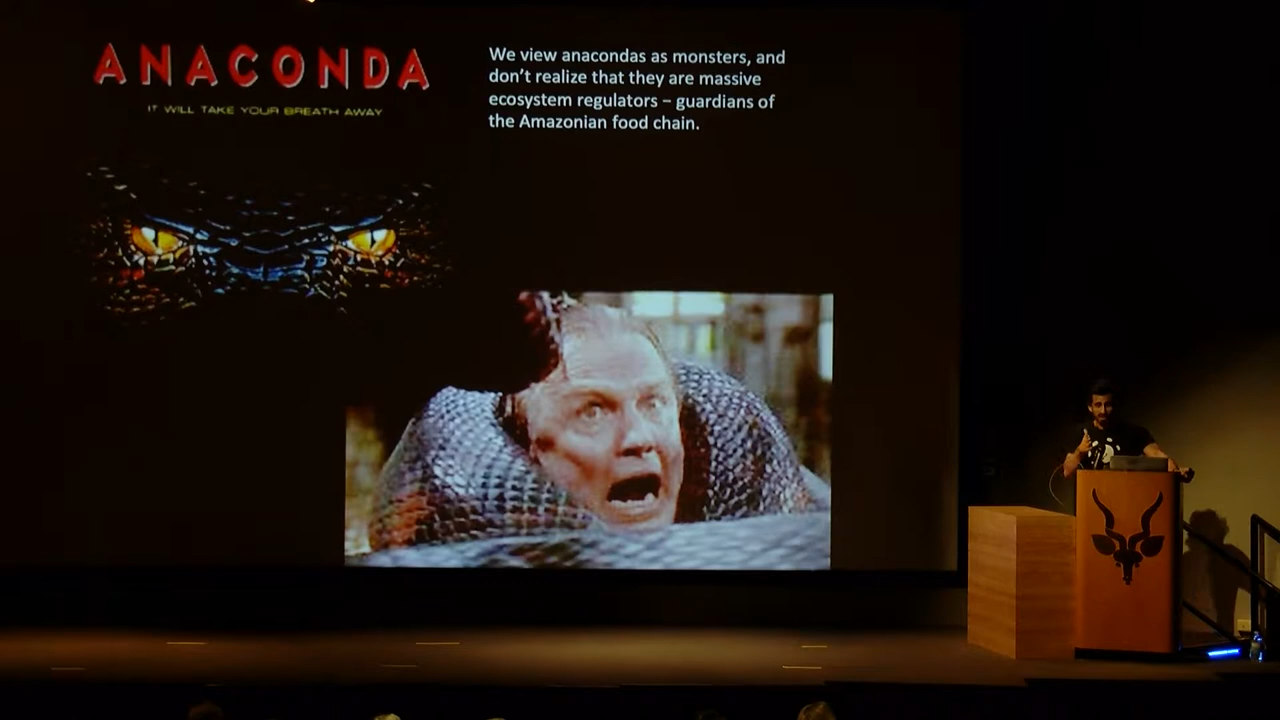 ANACONDA
IT WILL TAKE YOUR BREATH AWAY
We view anacondas as monsters, and
don't realize that they are massive
ecosystem regulators – guardians of
the Amazonian food chain.